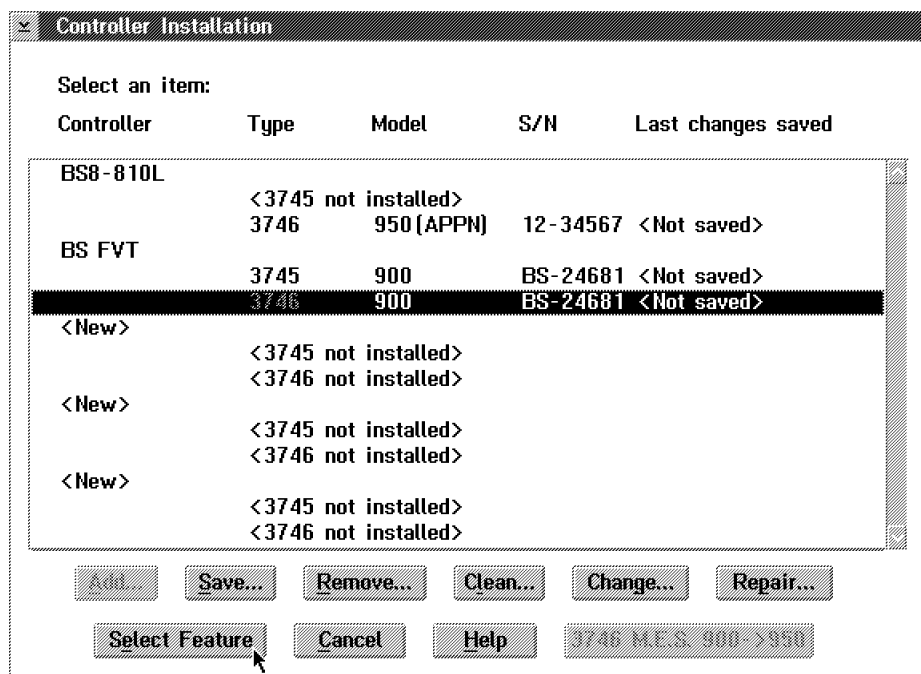 Controller Installation
Select an item:
Controller Type Model S/N Last changes saved
BS8-810L
<3745 not installed>
3746 950(APPN) 12-34567 <Not saved>
BS FVT
3745 900 BS-24681 <Not saved>
3746 900 BS-24681 <Not saved>
<New>
<3745 not installed>
<3746 not installed>
<New>
<3745 not installed>
<3746 not installed>
<New>
<3745 not installed>
<3746 not installed>
Add... Save... Remove... Clean... Change... Repair...
Select Feature Cancel Help 3746 M.E.S. 900->950